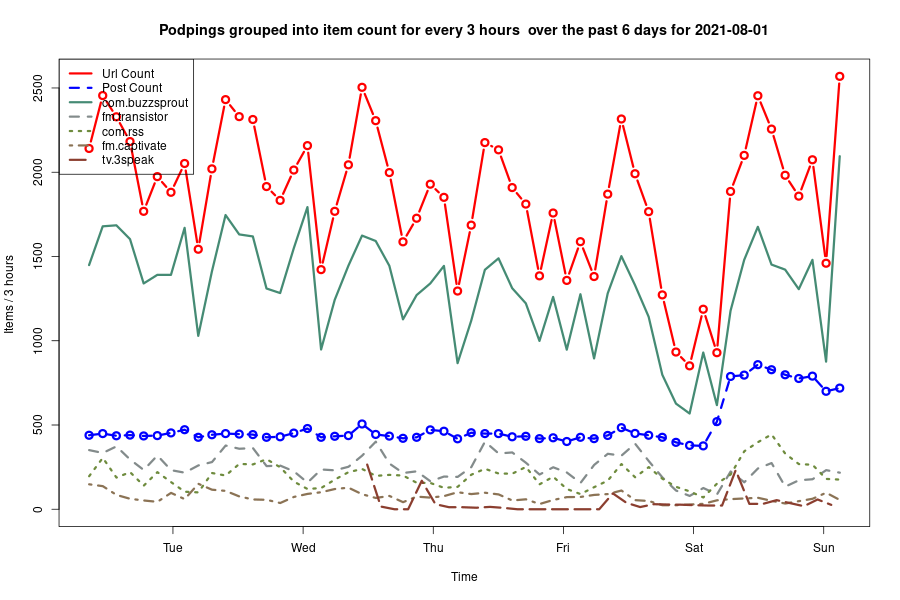 Podpings grouped into item count for every 3 hours  over the past 6 days for 2021-08-01
Url Count
Post Count
com.buzzsprout
fm.transistor
com.rss
fm.captivate
tv.3speak
Items / 3 hours
2500
2000
1500
1000
500
0
Tue
Wed
Thu
Fri
Sat
Sun
Time